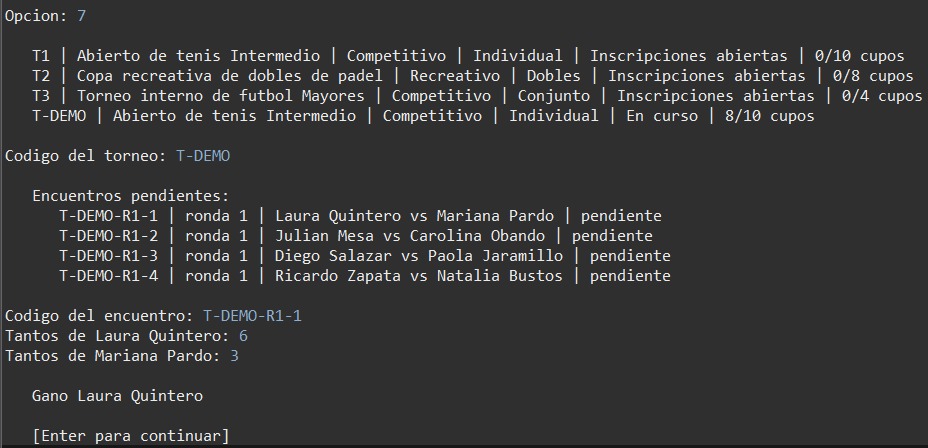 Opcion: 7
T1 | Abierto de tenis Intermedio | Competitivo | Individual | Inscripciones abiertas | 0/10 cupos
T2 | Copa recreativa de dobles de padel | Recreativo | Dobles | Inscripciones abiertas | 0/8 cupos
T3 | Torneo interno de futbol Mayores | Competitivo | Conjunto | Inscripciones abiertas | 0/4 cupos
T-DEMO | Abierto de tenis Intermedio | Competitivo | Individual | En curso | 8/10 cupos
Codigo del torneo: T-DEMO
Encuentros pendientes:
T-DEMO-R1-1 | ronda 1 | Laura Quintero vs Mariana Pardo | pendiente
T-DEMO-R1-2 | ronda 1 | Julian Mesa vs Carolina Obando | pendiente
T-DEMO-R1-3 | ronda 1 | Diego Salazar vs Paola Jaramillo | pendiente
T-DEMO-R1-4 | ronda 1 | Ricardo Zapata vs Natalia Bustos | pendiente
Codigo del encuentro: T-DEMO-R1-1
Tantos de Laura Quintero: 6
Tantos de Mariana Pardo: 3
Gano Laura Quintero
[Enter para continuar]